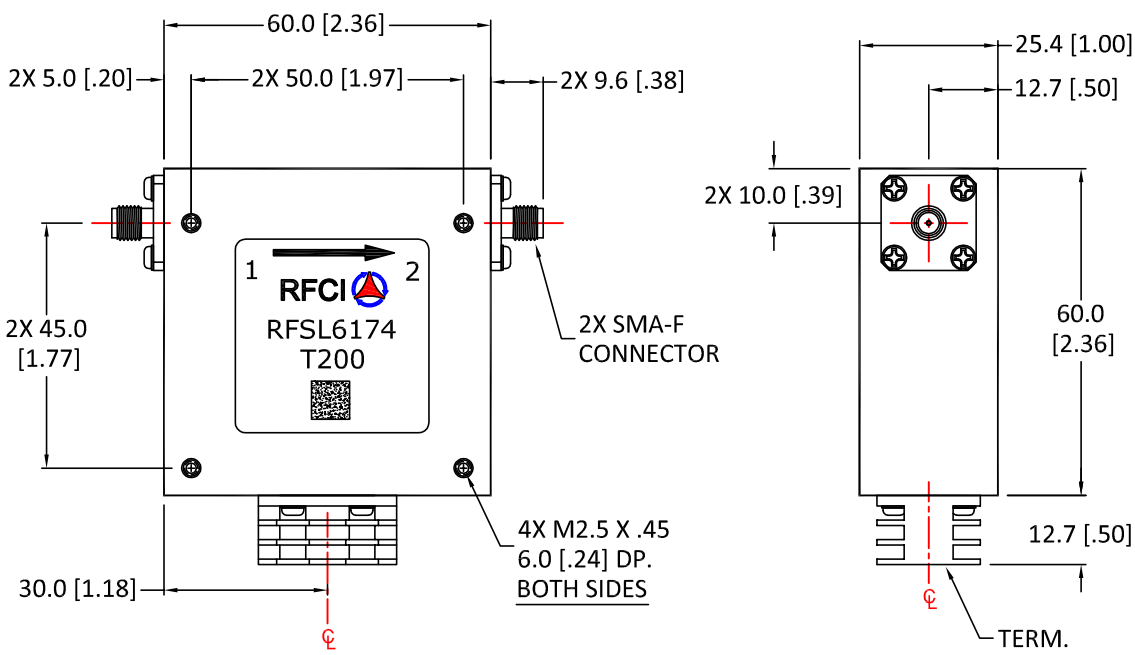 60.0 [2.36]
2X 5.0 [.20]
2X 50.0 [1.97]
2X 9.6 [.38]
25.4 [1.00]
12.7 [.50]
2X 10.0 [.39]
1
2
RFCI
RFSL6174
T200
2X 45.0
[1.77]
2X SMA-F
CONNECTOR
60.0
[2.36]
4X M2.5 X .45
6.0 [.24] DP.
BOTH SIDES
12.7 [.50]
30.0 [1.18]
℄
℄
TERM.